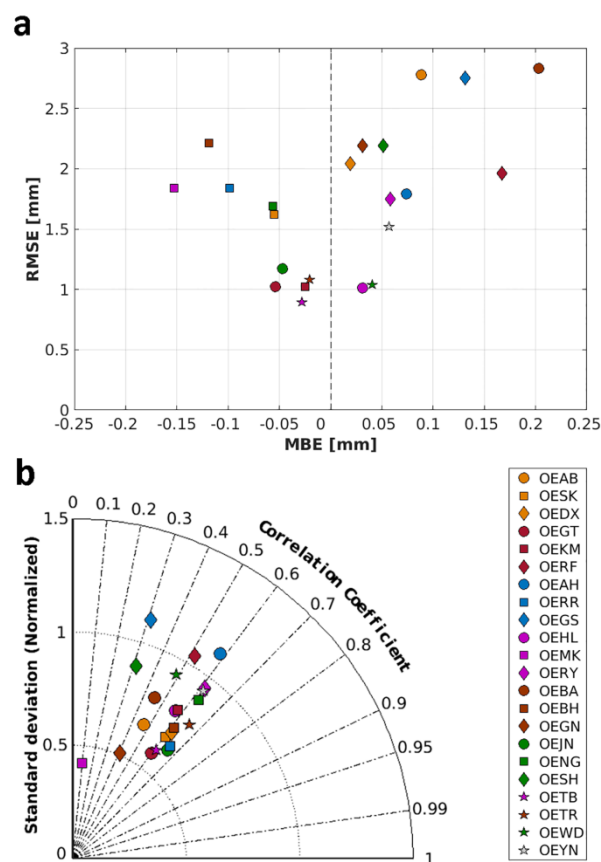 a
3
2.5
2
1.5
1
0.5
0
RMSE [mm]
-0.25 -0.2 -0.15 -0.1 -0.05 0 0.05 0.1 0.15 0.2 0.25
MBE [mm]
b
0 0.1 0.2 0.3 0.4 0.5 0.6 0.7 0.8 0.9 0.95 0.99 1
Correlation Coefficient
1.5
1
0.5
0
Standard deviation (Normalized)
OEAB
OESK
OEDX
OEGT
OEKM
OERF
OEAH
OERR
OEGS
OEHL
OEMK
OERY
OEBA
OEBH
OEGN
OEJN
OENG
OESH
OETB
OETR
OEWD
OEYN